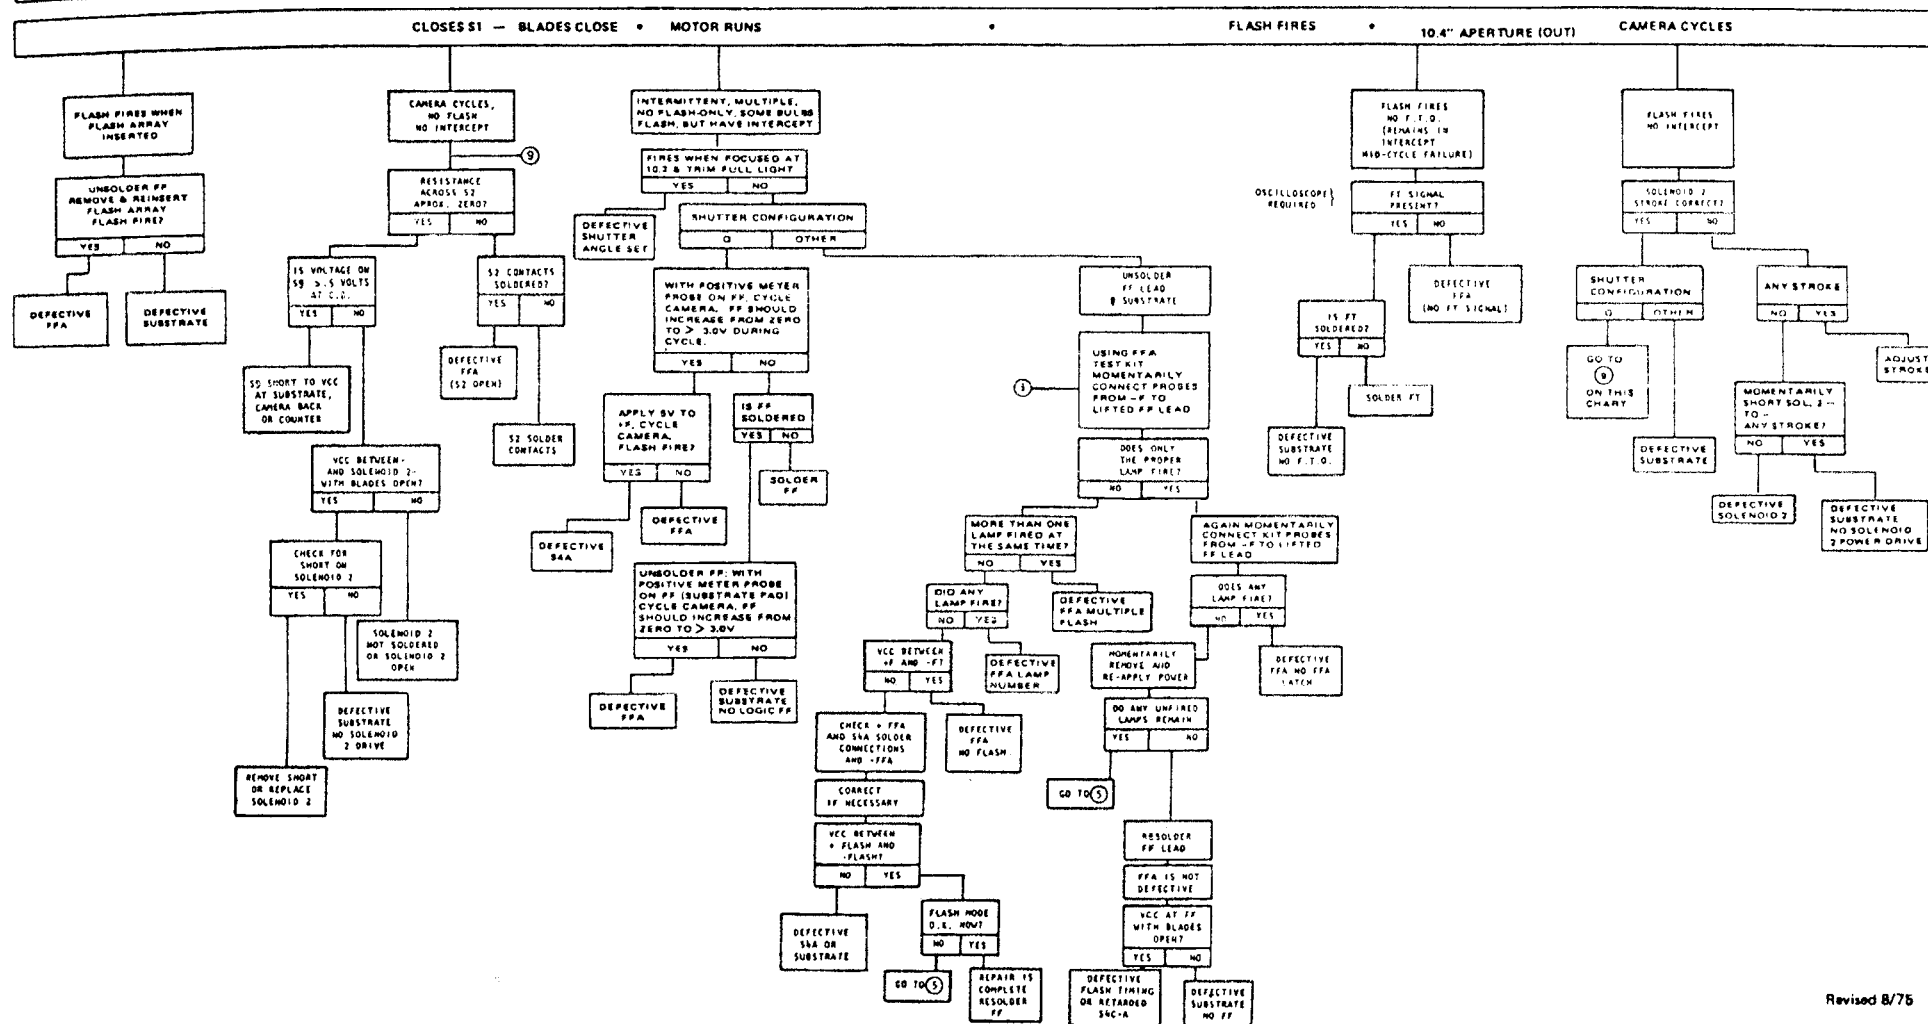 CLOSES S1 — BLADES CLOSE • MOTOR RUNS • FLASH FIRES • 10.4" APERTURE (OUT) CAMERA CYCLES
FLASH FIRES WHEN
FLASH ARRAY
INSERTED
UNSOLDER FF
REMOVE & REINSERT
FLASH ARRAY
FLASH FIRE?
YES NO
DEFECTIVE
FFA
DEFECTIVE
SUBSTRATE
CAMERA CYCLES,
NO FLASH
NO INTERCEPT
9
RESISTANCE
ACROSS S2
APROX. ZERO?
YES NO
IS VOLTAGE ON
S9 5.5 VOLTS
AT C.D.
YES NO
S9 SHORT TO VCC
AT SUBSTRATE,
CAMERA BACK
OR COUNTER
VCC BETWEEN-
AND SOLENOID 2-
WITH BLADES OPEN?
YES NO
CHECK FOR
SHORT ON
SOLENOID 2
YES NO
REMOVE SHORT
OR REPLACE
SOLENOID 2
DEFECTIVE
SUBSTRATE
NO SOLENOID
2 DRIVE
SOLENOID 2
NOT SOLDERED
OR SOLENOID 2
OPEN
S2 CONTACTS
SOLDERED?
YES NO
DEFECTIVE
FFA
(S2 OPEN)
S2 SOLDER
CONTACTS
INTERMITTENT, MULTIPLE,
NO FLASH-ONLY, SOME BULBS
FLASH, BUT HAVE INTERCEPT
FIRES WHEN FOCUSED AT
10.2 & TRIM FULL LIGHT
YES NO
DEFECTIVE
SHUTTER
ANGLE SET
SHUTTER CONFIGURATION
Q OTHER
WITH POSITIVE METER
PROBE ON FF, CYCLE
CAMERA, FF SHOULD
INCREASE FROM ZERO
TO > 3.0V DURING
CYCLE.
YES NO
APPLY 5V TO
+F, CYCLE
CAMERA,
FLASH FIRE?
YES NO
DEFECTIVE
S4A
DEFECTIVE
FFA
IS FF
SOLDERED
YES NO
SOLDER
FF
UNSOLDER FF; WITH
POSITIVE METER PROBE
ON FF (SUBSTRATE PAD)
CYCLE CAMERA, FF
SHOULD INCREASE FROM
ZERO TO > 3.0V
YES NO
DEFECTIVE
FFA
DEFECTIVE
SUBSTRATE
NO LOGIC FF
UNSOLDER
FF LEAD
@ SUBSTRATE
USING FFA
TEST KIT
MOMENTARILY
CONNECT PROBES
FROM -F TO
LIFTED FF LEAD
DOES ONLY
THE PROPER
LAMP FIRE?
NO YES
MORE THAN ONE
LAMP FIRED AT
THE SAME TIME?
NO YES
DID ANY
LAMP FIRE?
NO YES
DEFECTIVE
FFA MULTIPLE
FLASH
VCC BETWEEN
+F AND -FT
NO YES
DEFECTIVE
FFA LAMP
NUMBER
CHECK + FFA
AND S4A SOLDER
CONNECTIONS
AND -FFA
DEFECTIVE
FFA
NO FLASH.
CORRECT
IF NECESSARY
VCC BETWEEN
+ FLASH AND
-FLASH?
NO YES
DEFECTIVE
S4A OR
SUBSTRATE
FLASH MODE
O.K. NOW?
NO YES
GO TO 5
REPAIR IS
COMPLETE
RESOLDER
FF
AGAIN MOMENTARILY
CONNECT KIT PROBES
FROM -F TO LIFTED
FF LEAD
DOES ANY
LAMP FIRE?
NO YES
MOMENTARILY
REMOVE AND
RE-APPLY POWER
DEFECTIVE
FFA NO FFA
LATCH
DO ANY UNFIRED
LAMPS REMAIN
YES NO
GO TO 5
RESOLDER
FF LEAD
FFA IS NOT
DEFECTIVE
VCC AT FF
WITH BLADES
OPEN?
YES NO
DEFECTIVE
FLASH TIMING
OR RETARDED
S4C-A
DEFECTIVE
SUBSTRATE
NO FF
FLASH FIRES
NO F.T.O.
(REMAINS IN
INTERCEPT
MID-CYCLE FAILURE)
OSCILLOSCOPE}
REQUIRED
FT SIGNAL
PRESENT?
YES NO
IS FT
SOLDERED?
YES NO
DEFECTIVE
FFA
(NO FT SIGNAL)
SOLDER FT
DEFECTIVE
SUBSTRATE
NO F.T.O.
FLASH FIRES
NO INTERCEPT
SOLENOID 2
STROKE CORRECT?
YES NO
SHUTTER
CONFIGURATION
Q OTHER
GO TO
9
ON THIS
CHART
DEFECTIVE
SUBSTRATE
ANY STROKE
NO YES
ADJUST
STROKE
MOMENTARILY
SHORT SOL, 2 -
TO -
ANY STROKE?
NO YES
DEFECTIVE
SOLENOID 2
DEFECTIVE
SUBSTRATE
NO SOLENOID
2 POWER DRIVE
Revised 8/75